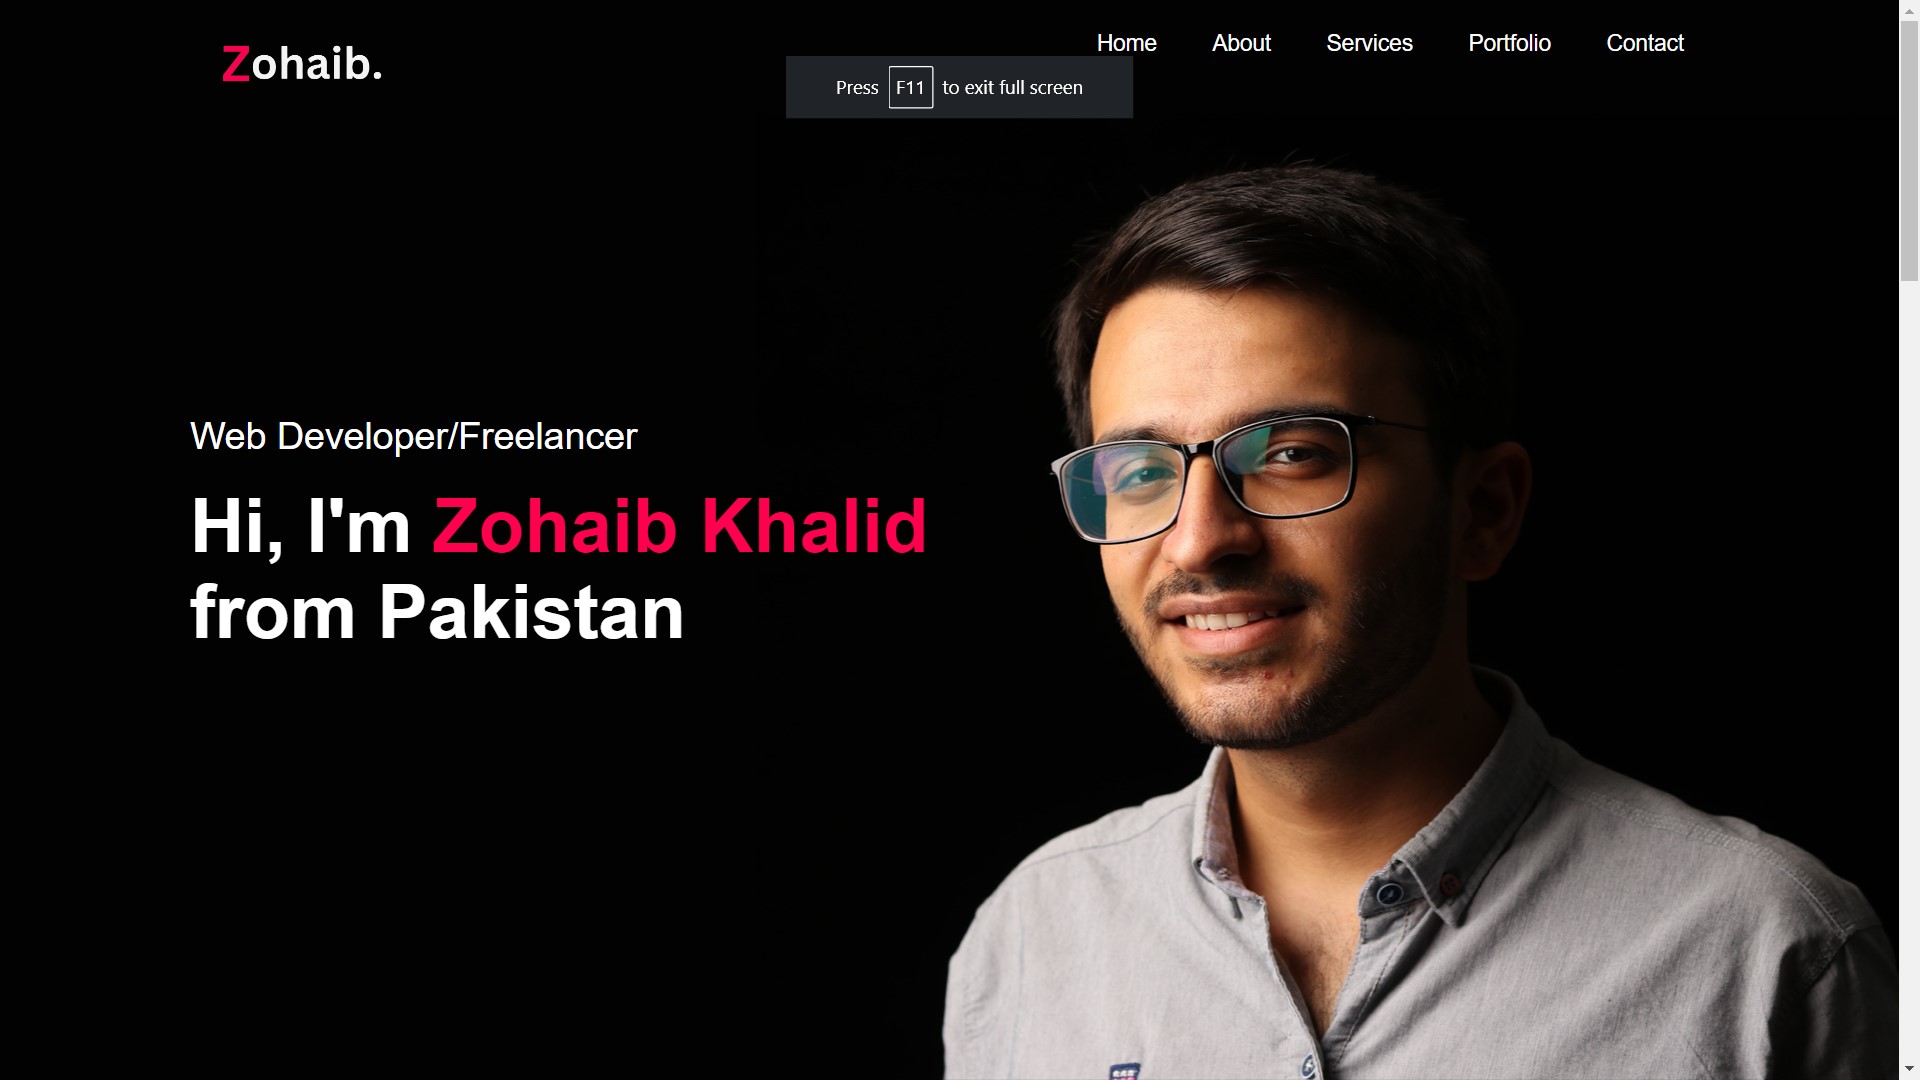 Zohaib.
Home About Services Portfolio Contact
Press F11 to exit full screen
Web Developer/Freelancer
Hi, I'm Zohaib Khalid
from Pakistan